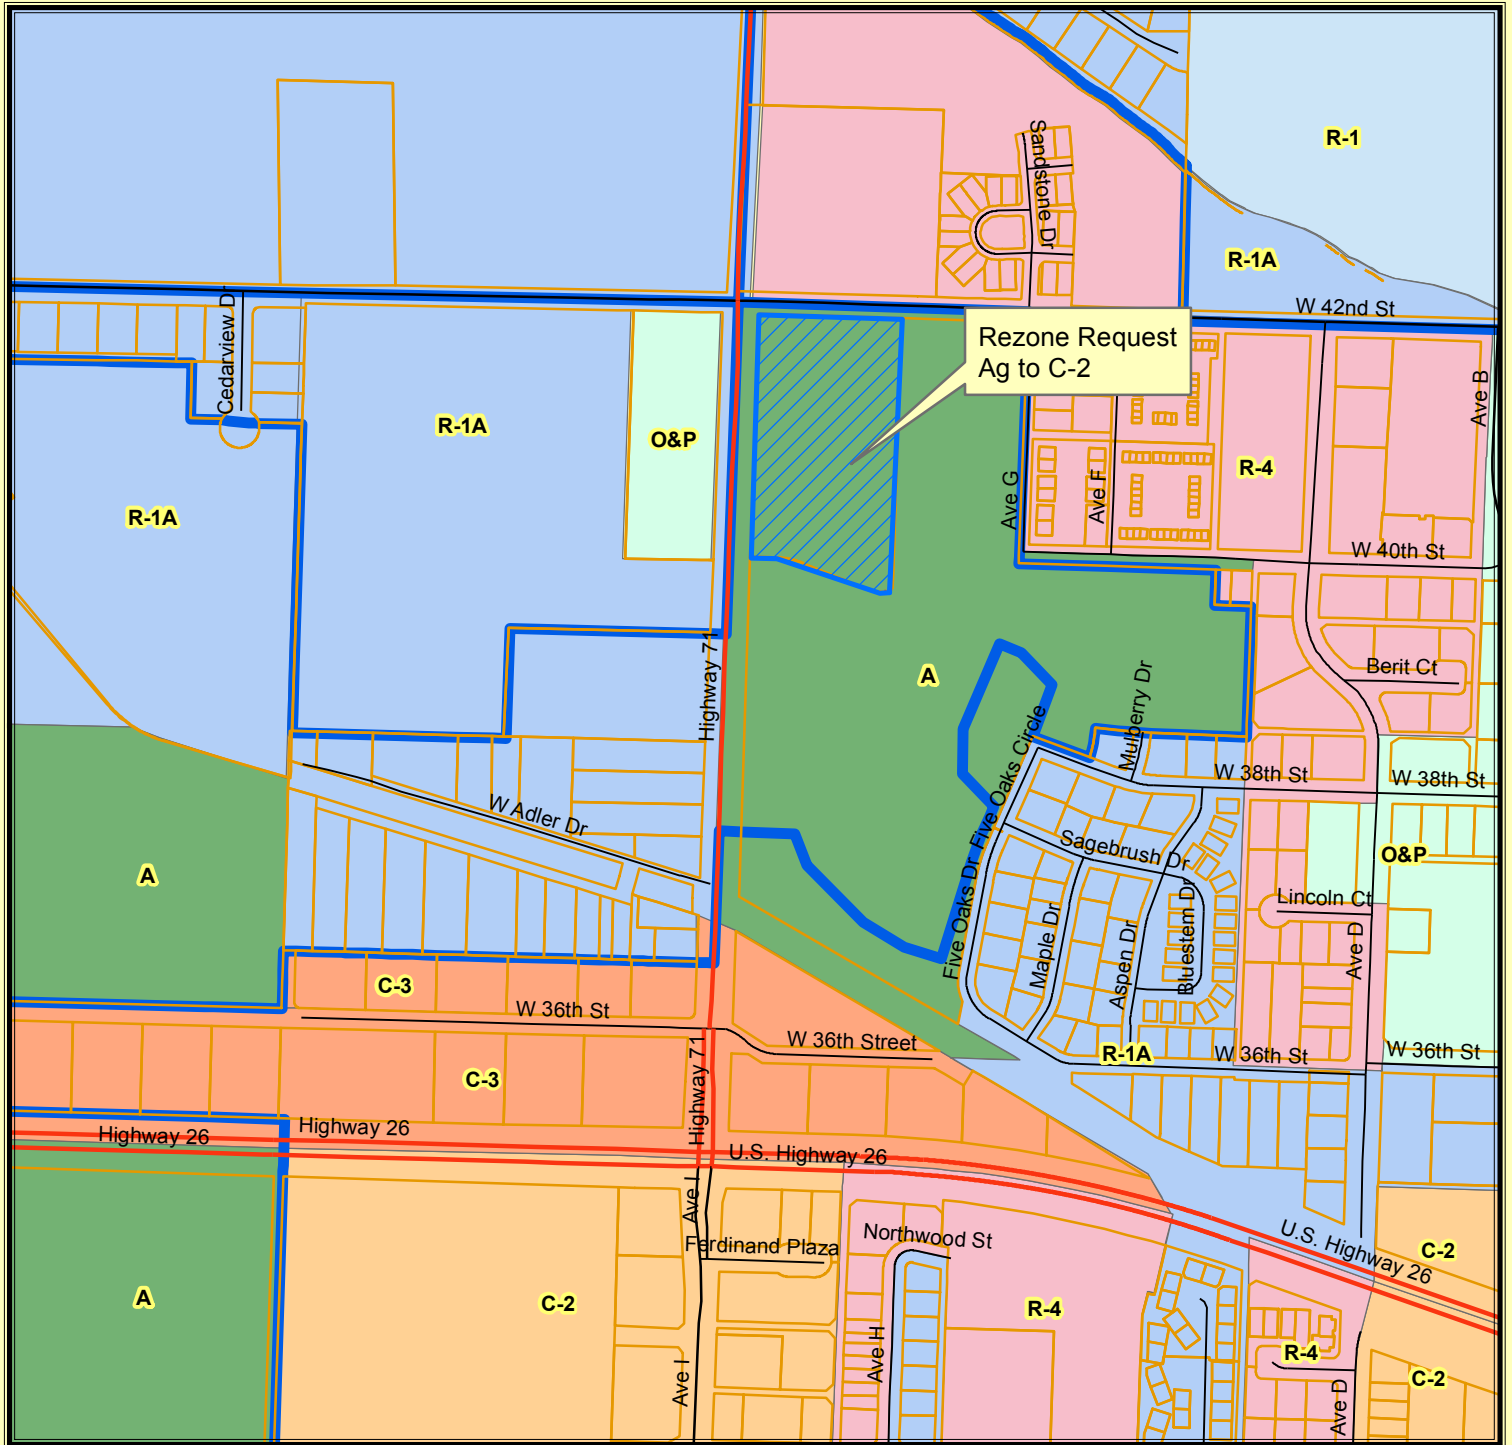 R-1
Sandstone Dr
R-1A
W 42nd St
Cedarview Dr
Rezone Request
Ag to C-2
Ave B
R-1A
O&P
R-4
Ave G
Ave F
R-1A
W 40th St
Highway 71
A
Mulberry Dr
Berit Ct
Five Oaks Circle
W 38th St
W 38th St
W Adler Dr
Sagebrush Dr
O&P
A
Lincoln Ct
Five Oaks Dr
Maple Dr
Aspen Dr
Bluestem Dr
Ave D
C-3
W 36th St
W 36th Street
R-1A
W 36th St
W 36th St
C-3
Highway 71
Highway 26
Highway 26
U.S. Highway 26
Ave I
Northwood St
Ferdinand Plaza
U.S. Highway 26
C-2
A
C-2
R-4
Ave H
R-4
Ave I
C-2
Ave D